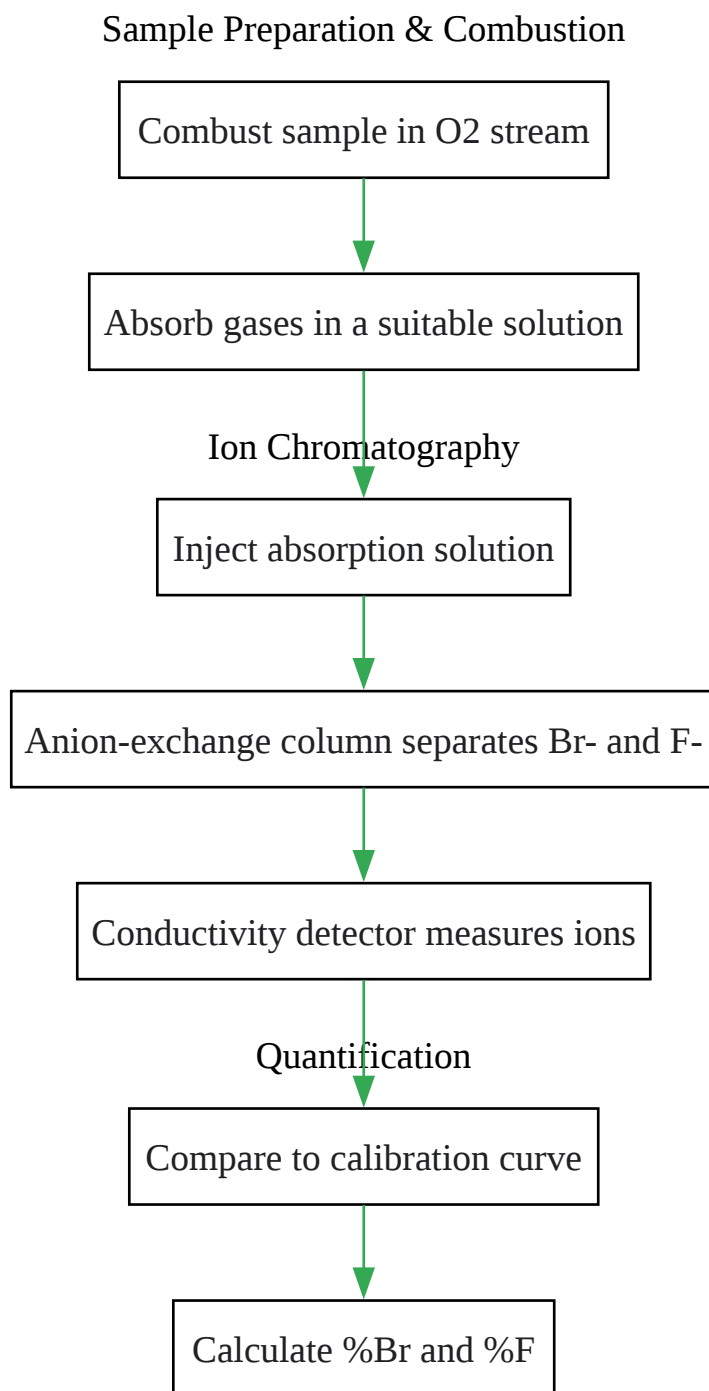 Sample Preparation & Combustion
Combust sample in O2 stream
Absorb gases in a suitable solution
Ion Chromatography
Inject absorption solution
Anion-exchange column separates Br- and F-
Conductivity detector measures ions
Quantification
Compare to calibration curve
Calculate %Br and %F